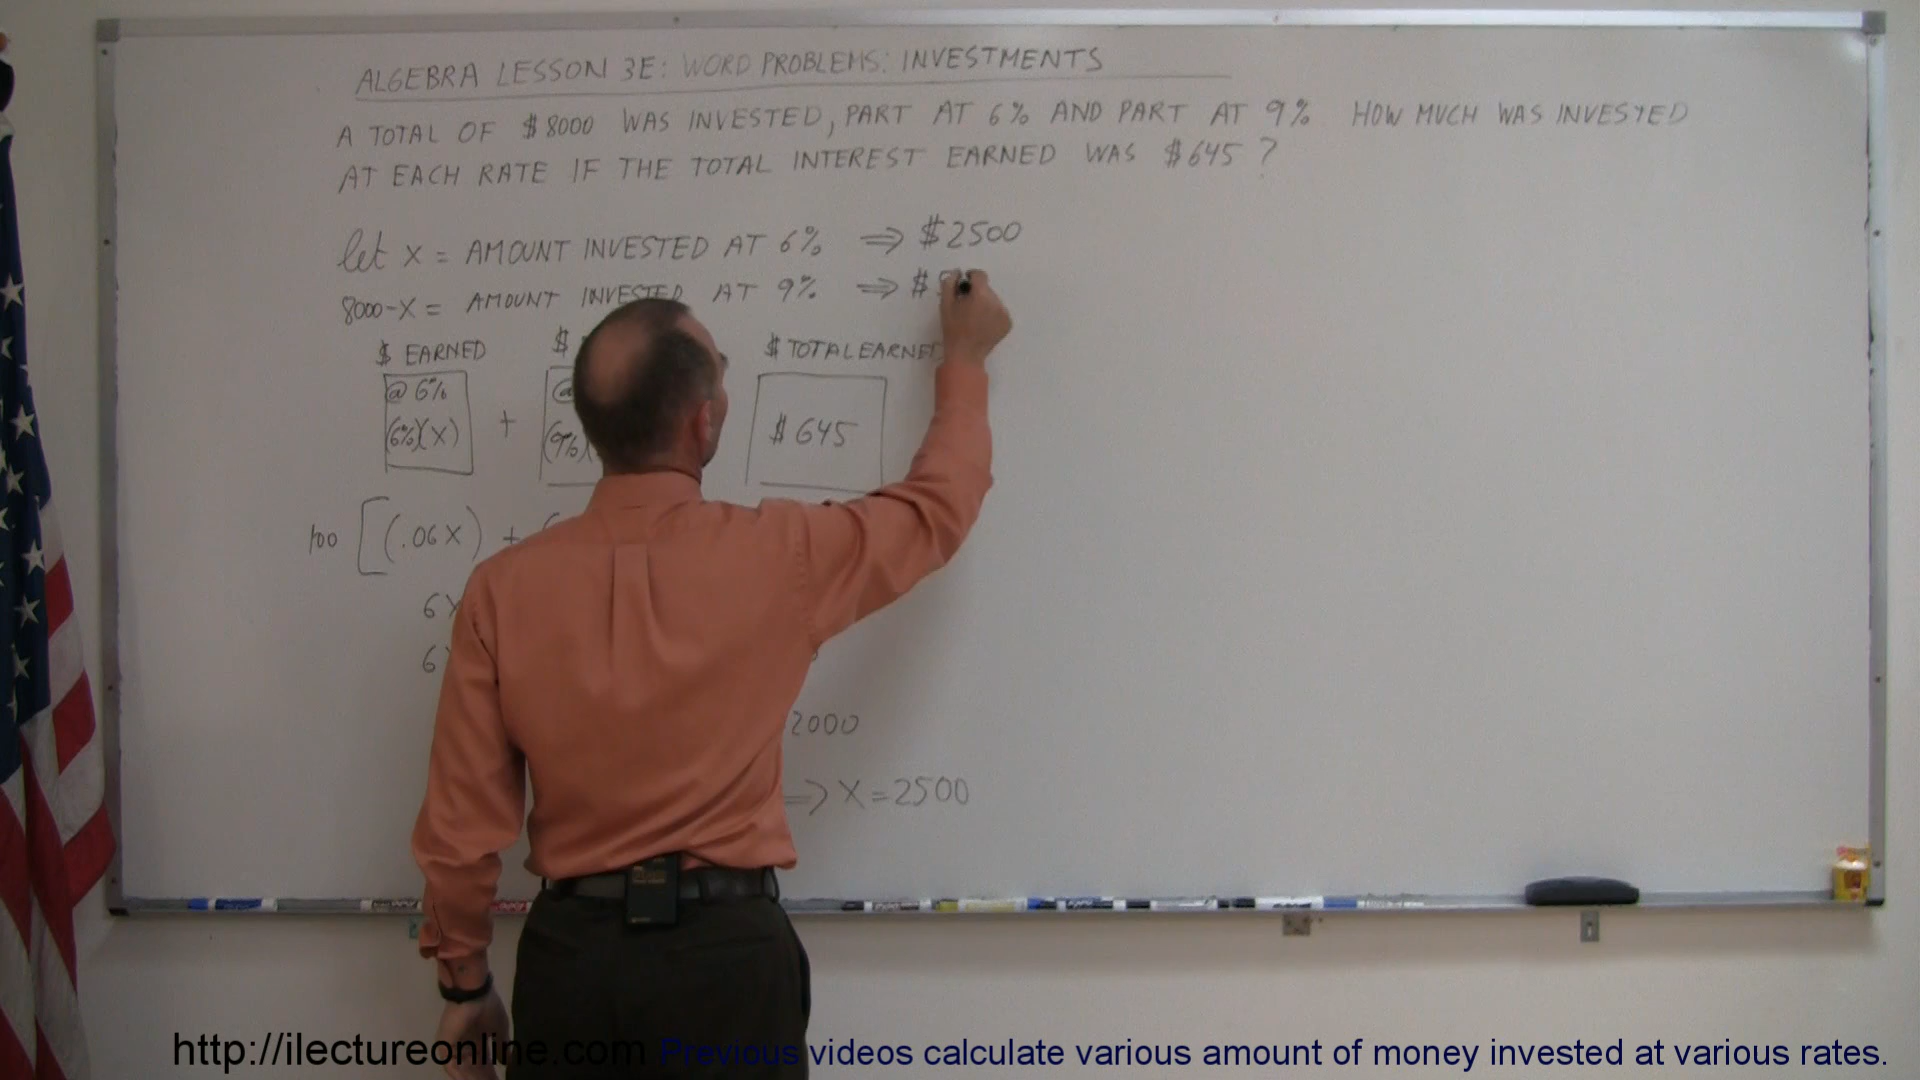 ALGEBRA LESSON 3E: WORD PROBLEMS: INVESTMENTS
A TOTAL OF $8000 WAS INVESTED, PART AT 6% AND PART AT 9% HOW MUCH WAS INVESTED
AT EACH RATE IF THE TOTAL INTEREST EARNED WAS $645?
let x = AMOUNT INVESTED AT 6% ⇒ $2500
8000-X = AMOUNT INVESTED AT 9% ⇒ $
$ EARNED $ $ TOTAL EARNED
@ 6% @
(6%)(X) + (9%)( $645
100 [(.06X) + (
6X
6X
2000
⇒ X=2500
http://ilectureonline.com Previous videos calculate various amount of money invested at various rates.